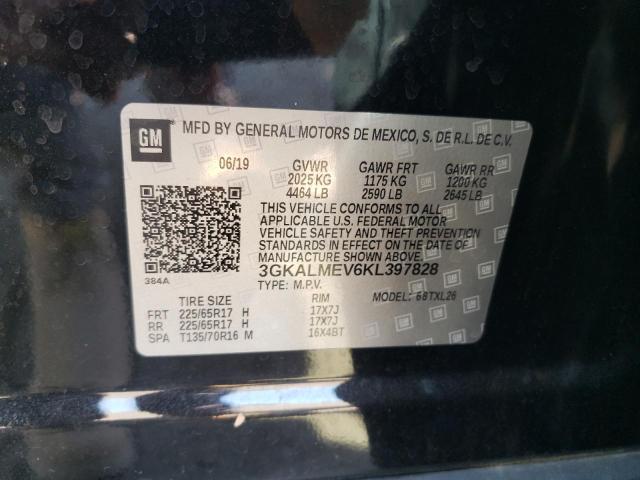 GM
MFD BY GENERAL MOTORS DE MEXICO, S. DE R.L. DE C.V.
06/19 GVWR GAWR FRT GAWR RR
2025 KG 1175 KG 1200 KG
4464 LB 2590 LB 2645 LB
THIS VEHICLE CONFORMS TO ALL
APPLICABLE U.S. FEDERAL MOTOR
VEHICLE SAFETY AND THEFT PREVENTION
STANDARDS IN EFFECT ON THE DATE OF
MANUFACTURE SHOWN ABOVE.
3GKALMEV6KL397828
384A
TYPE: M.P.V. MODEL: 68TXL26
TIRE SIZE RIM
FRT 225/65R17 H 17X7J
RR 225/65R17 H 17X7J
SPA T135/70R16 M 16X4BT